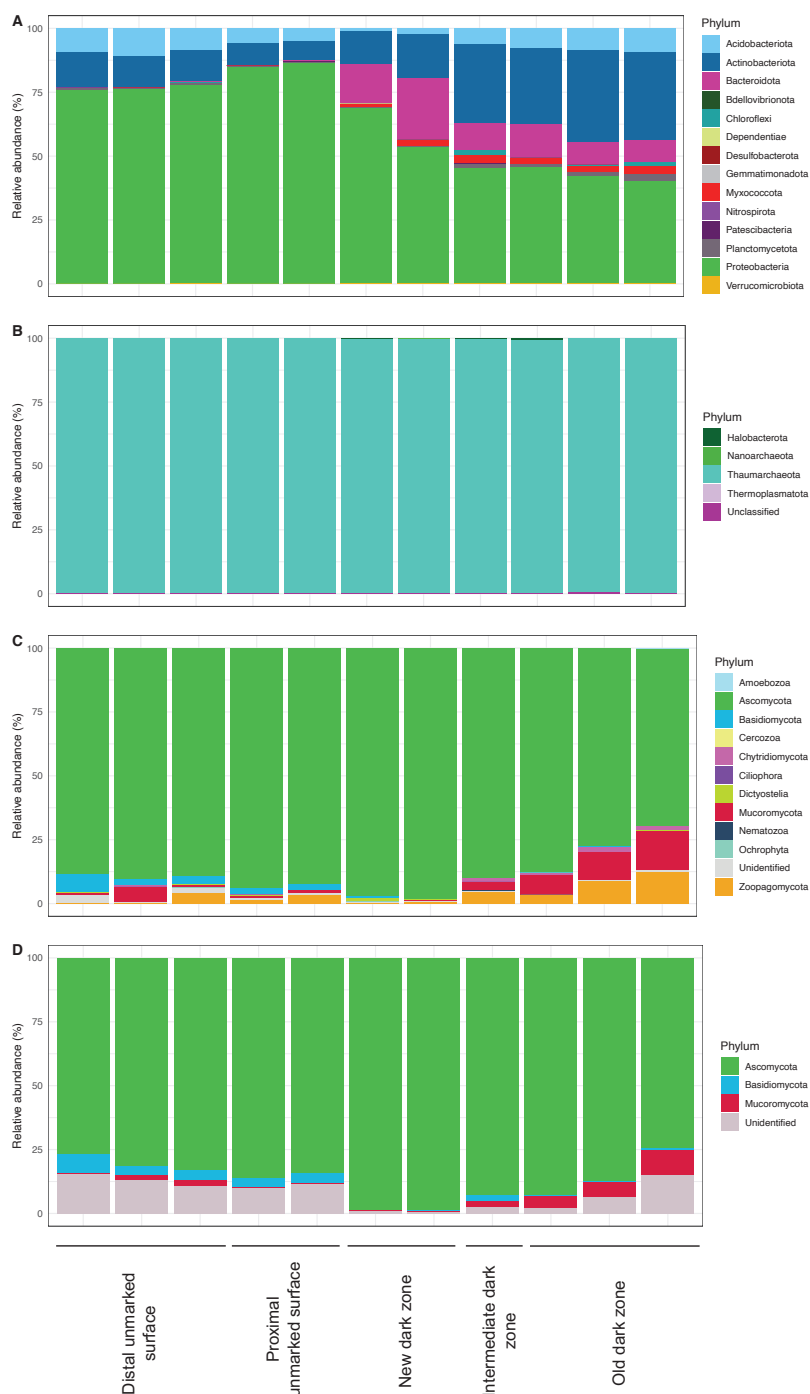 A
Relative abundance (%)
100
75
50
25
0
Phylum
Acidobacteriota
Actinobacteriota
Bacteroidota
Bdellovibrionota
Chloroflexi
Dependentiae
Desulfobacterota
Gemmatimonadota
Myxococcota
Nitrospirota
Patescibacteria
Planctomycetota
Proteobacteria
Verrucomicrobiota
B
Relative abundance (%)
100
75
50
25
0
Phylum
Halobacterota
Nanoarchaeota
Thaumarchaeota
Thermoplasmatota
Unclassified
C
Relative abundance (%)
100
75
50
25
0
Phylum
Amoebozoa
Ascomycota
Basidiomycota
Cercozoa
Chytridiomycota
Ciliophora
Dictyostelia
Mucoromycota
Nematozoa
Ochrophyta
Unidentified
Zoopagomycota
D
Relative abundance (%)
100
75
50
25
0
Phylum
Ascomycota
Basidiomycota
Mucoromycota
Unidentified
Distal unmarked
surface
Proximal
unmarked surface
New dark zone
intermediate dark
zone
Old dark zone